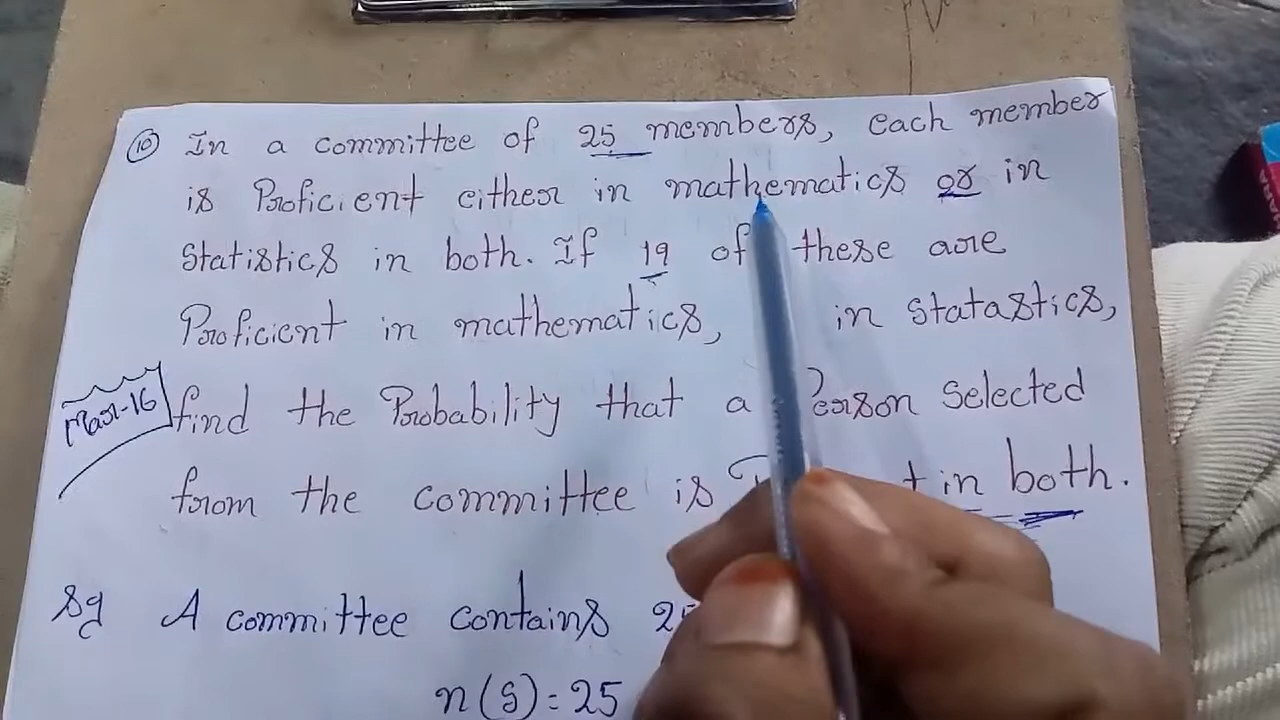 10 In a committee of 25 members, each member
is Proficient either in mathematics or in
Statistics in both. If 19 of these are
Proficient in mathematics, in Statastics,
Mar-16
find the Probability that a Person Selected
from the committee is in both.
Sol A committee contains
n(S)=25